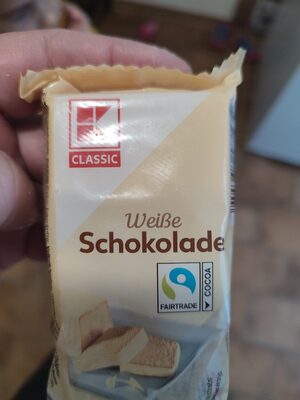 K
CLASSIC
Weiße
Schokolade
FAIRTRADE
COCOA